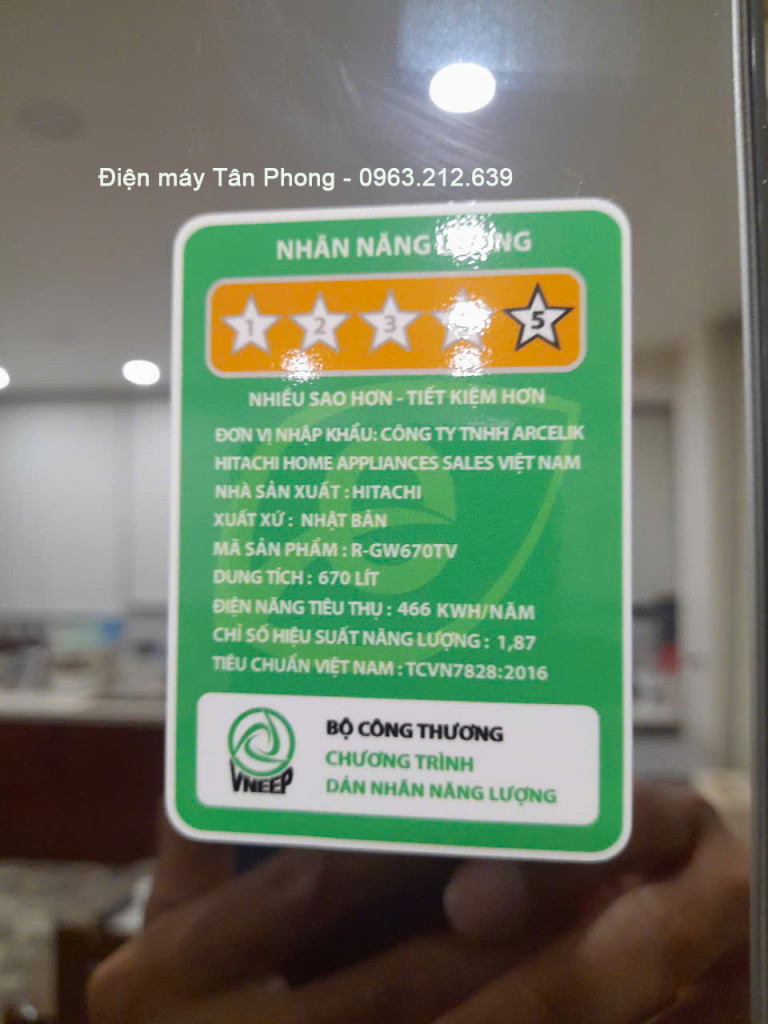 Điện máy Tân Phong - 0963.212.639
NHÃN NĂNG LƯỢNG
1 2 3 4 5
NHIỀU SAO HƠN - TIẾT KIỆM HƠN
ĐƠN VỊ NHẬP KHẨU: CÔNG TY TNHH ARCELIK
HITACHI HOME APPLIANCES SALES VIỆT NAM
NHÀ SẢN XUẤT : HITACHI
XUẤT XỨ : NHẬT BẢN
MÃ SẢN PHẨM : R-GW670TV
DUNG TÍCH : 670 LÍT
ĐIỆN NĂNG TIÊU THỤ : 466 KWH/NĂM
CHỈ SỐ HIỆU SUẤT NĂNG LƯỢNG : 1,87
TIÊU CHUẨN VIỆT NAM : TCVN7828:2016
VNEEP
BỘ CÔNG THƯƠNG
CHƯƠNG TRÌNH
DÁN NHÃN NĂNG LƯỢNG